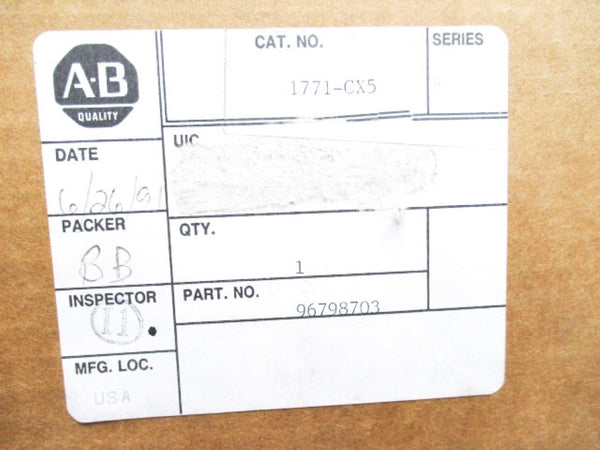 A-B
QUALITY
CAT. NO.
1771-CX5
SERIES
DATE
6/26/91
UIC
PACKER
BB
QTY.
1
INSPECTOR
11
PART. NO.
96798703
MFG. LOC.
USA